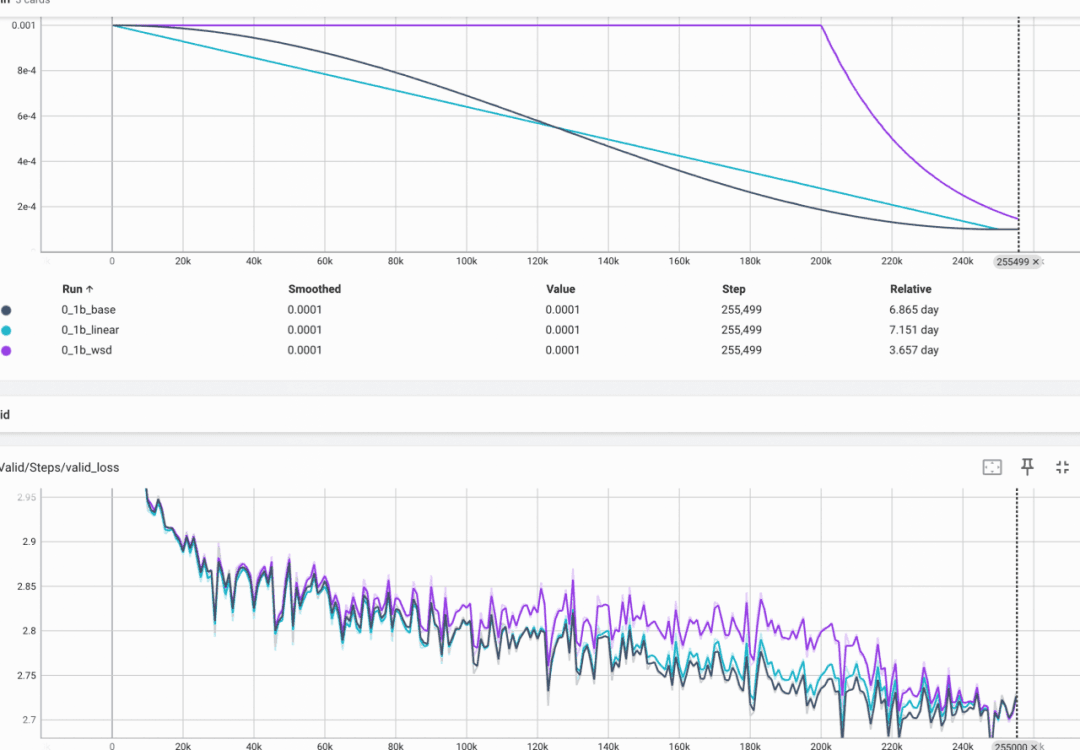 in 3 cards
0.001
8e-4
6e-4
4e-4
2e-4
0 20k 40k 60k 80k 100k 120k 140k 160k 180k 200k 220k 240k 255499 ×
Run ↑ Smoothed Value Step Relative
0_1b_base 0.0001 0.0001 255,499 6.865 day
0_1b_linear 0.0001 0.0001 255,499 7.151 day
0_1b_wsd 0.0001 0.0001 255,499 3.657 day
id
Valid/Steps/valid_loss
2.95
2.9
2.85
2.8
2.75
2.7
0 20k 40k 60k 80k 100k 120k 140k 160k 180k 200k 220k 240k 255000 ×